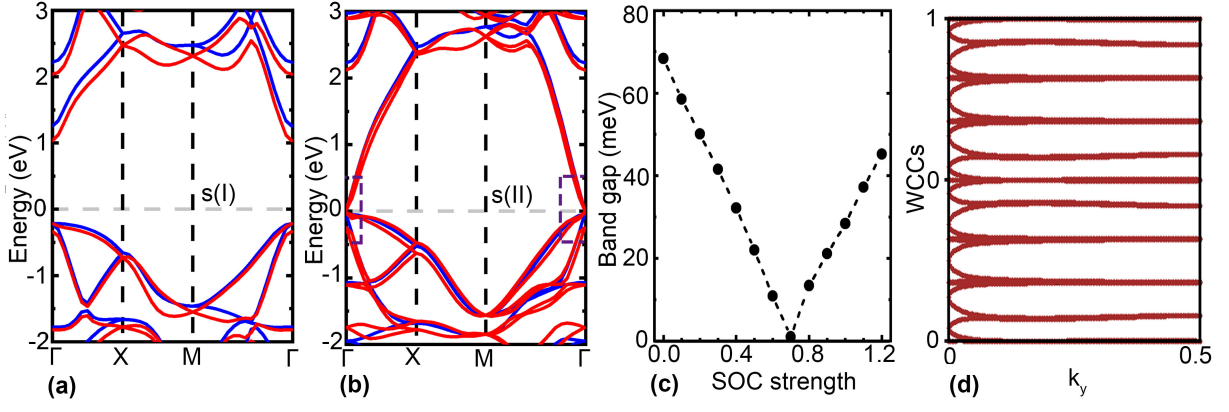 3
2
1
0
-1
-2
Energy (eV)
s(I)
Γ
X
M
Γ
(a)
3
2
1
0
-1
-2
Energy (eV)
s(II)
Γ
X
M
Γ
(b)
80
60
40
20
0
Band gap (meV)
0.0
0.4
0.8
1.2
SOC strength
(c)
1
0
0
WCCs
0
0.5
k_y
(d)